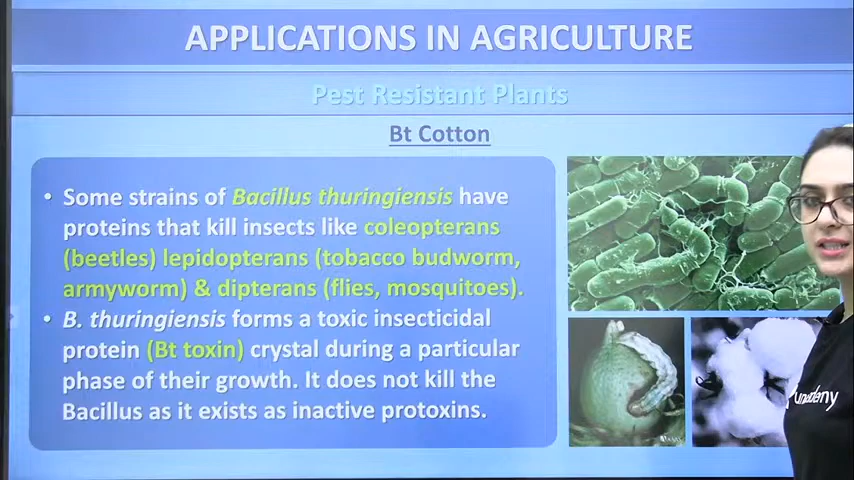 APPLICATIONS IN AGRICULTURE
Pest Resistant Plants
Bt Cotton
• Some strains of Bacillus thuringiensis have
proteins that kill insects like coleopterans
(beetles) lepidopterans (tobacco budworm,
armyworm) & dipterans (flies, mosquitoes).
• B. thuringiensis forms a toxic insecticidal
protein (Bt toxin) crystal during a particular
phase of their growth. It does not kill the
Bacillus as it exists as inactive protoxins.